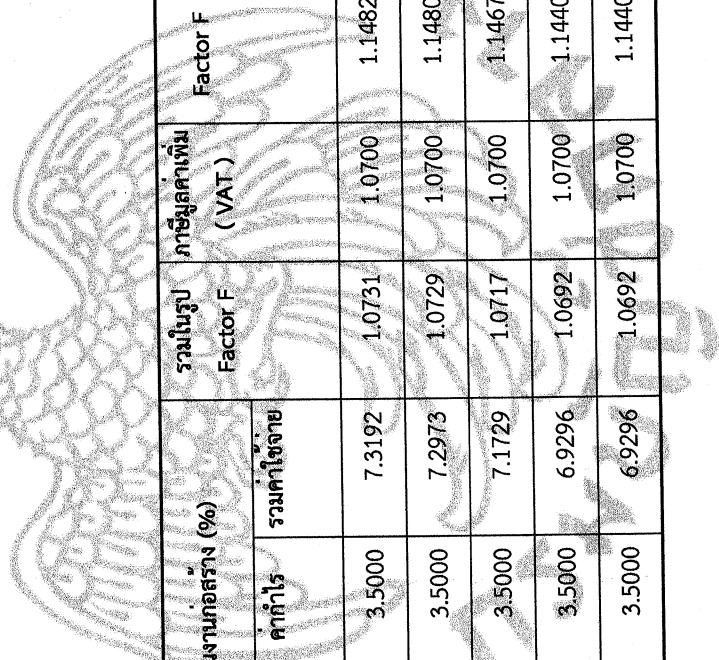 นงานก่อสร้าง (%) รวมในรูป ภาษีมูลค่าเพิ่ม
Factor F ( VAT ) Factor F
ค่ากำไร รวมค่าใช้จ่าย
3.5000 7.3192 1.0731 1.0700 1.1482
3.5000 7.2973 1.0729 1.0700 1.1480
3.5000 7.1729 1.0717 1.0700 1.1467
3.5000 6.9296 1.0692 1.0700 1.1440
3.5000 6.9296 1.0692 1.0700 1.1440